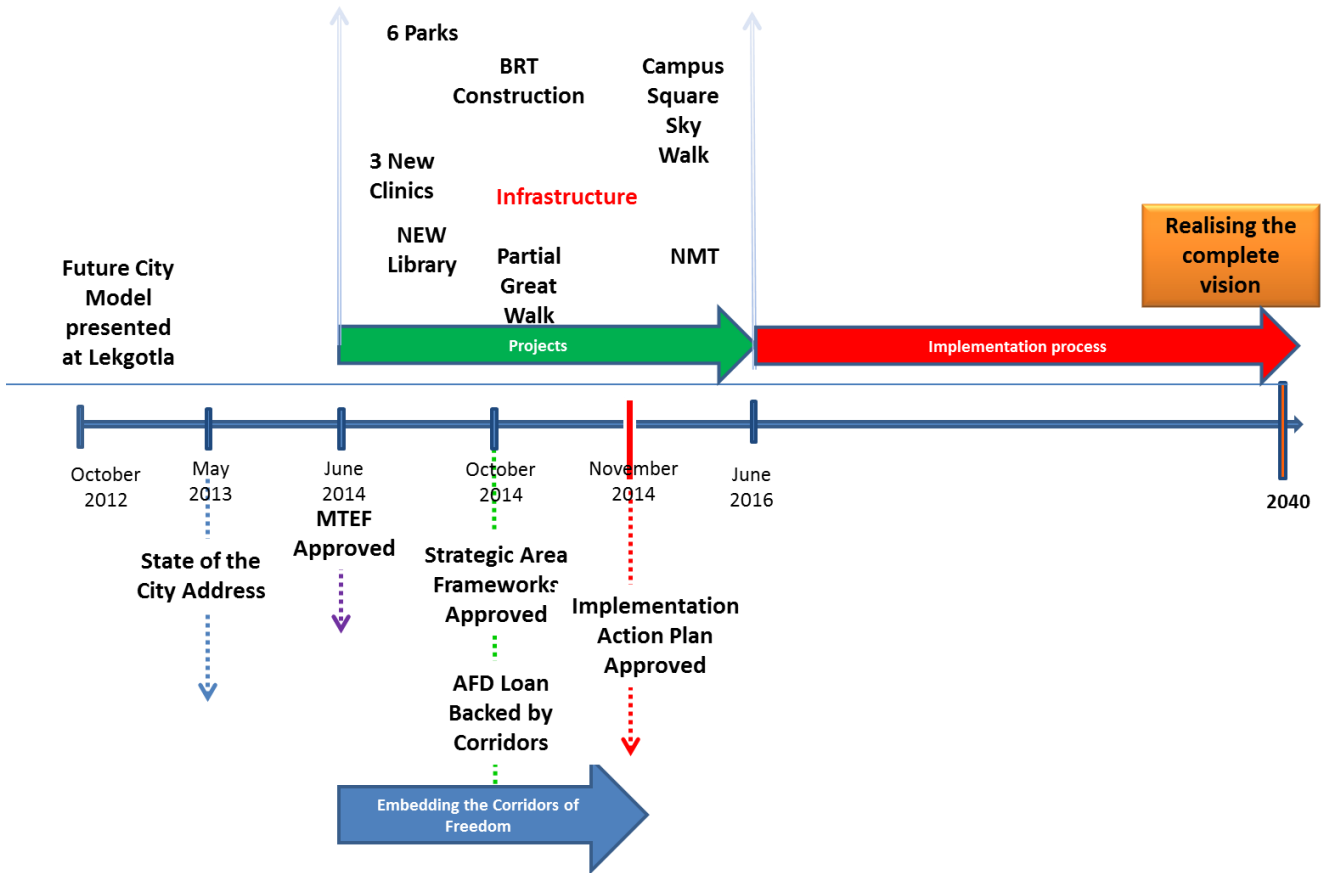 6 Parks
BRT
Construction
Campus
Square
Sky
Walk
3 New
Clinics
Infrastructure
NEW
Library
Partial
Great
Walk
NMT
Realising the
complete
vision
Future City
Model
presented
at Lekgotla
Projects
Implementation process
October
2012
May
2013
June
2014
October
2014
November
2014
June
2016
2040
MTEF
Approved
State of the
City Address
Strategic Area
Frameworks
Approved
Implementation
Action Plan
Approved
AFD Loan
Backed by
Corridors
Embedding the Corridors of
Freedom